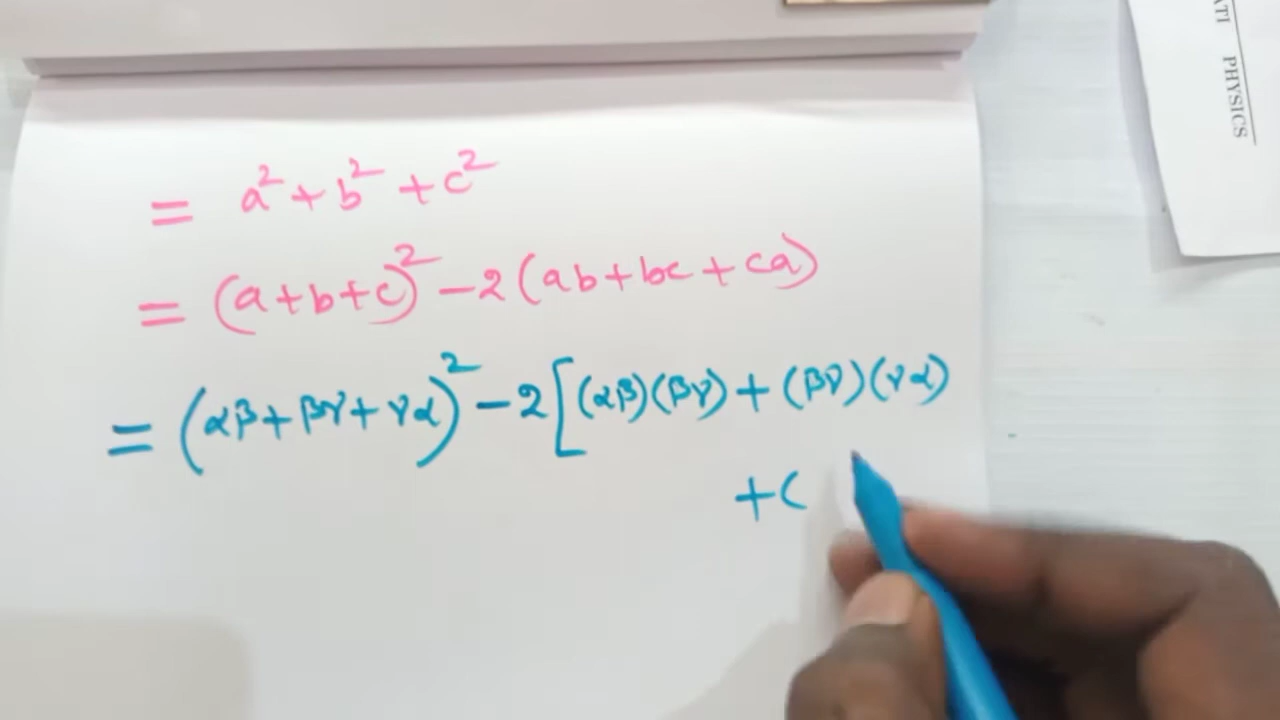 = a² + b² + c²
= (a+b+c)² - 2(ab+bc+ca)
= (αβ+βγ+γα)² - 2[(αβ)(βγ) + (βγ)(γα)
+(
PHYSICS